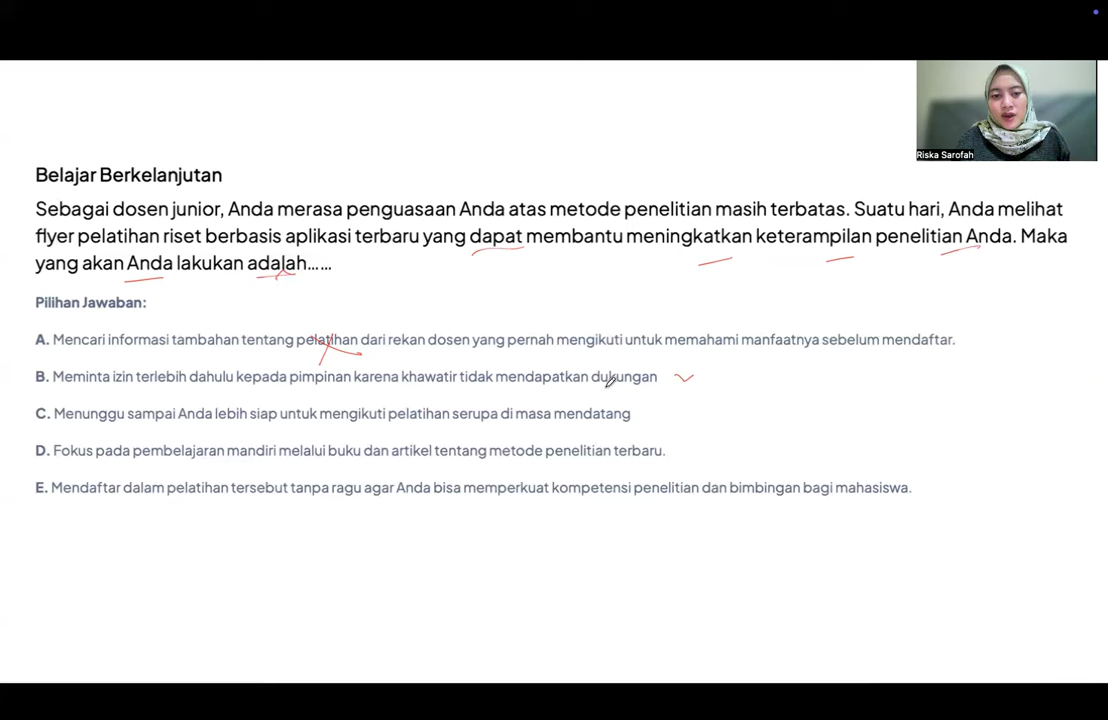 Riska Sarofah
Belajar Berkelanjutan
Sebagai dosen junior, Anda merasa penguasaan Anda atas metode penelitian masih terbatas. Suatu hari, Anda melihat
flyer pelatihan riset berbasis aplikasi terbaru yang dapat membantu meningkatkan keterampilan penelitian Anda. Maka
yang akan Anda lakukan adalah......
Pilihan Jawaban:
A. Mencari informasi tambahan tentang pelatihan dari rekan dosen yang pernah mengikuti untuk memahami manfaatnya sebelum mendaftar.
B. Meminta izin terlebih dahulu kepada pimpinan karena khawatir tidak mendapatkan dukungan
C. Menunggu sampai Anda lebih siap untuk mengikuti pelatihan serupa di masa mendatang
D. Fokus pada pembelajaran mandiri melalui buku dan artikel tentang metode penelitian terbaru.
E. Mendaftar dalam pelatihan tersebut tanpa ragu agar Anda bisa memperkuat kompetensi penelitian dan bimbingan bagi mahasiswa.